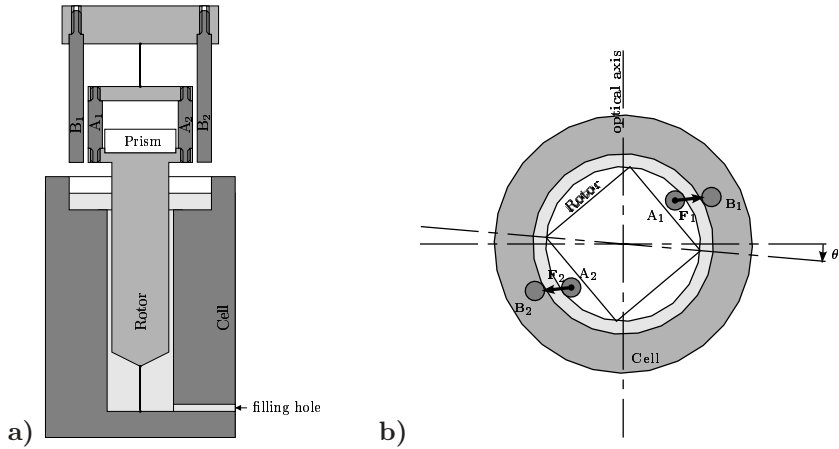 B1
A1
A2
B2
Prism
Rotor
Cell
filling hole
a)
optical axis
Rotor
A1
F1
B1
θ
F2
A2
B2
Cell
b)